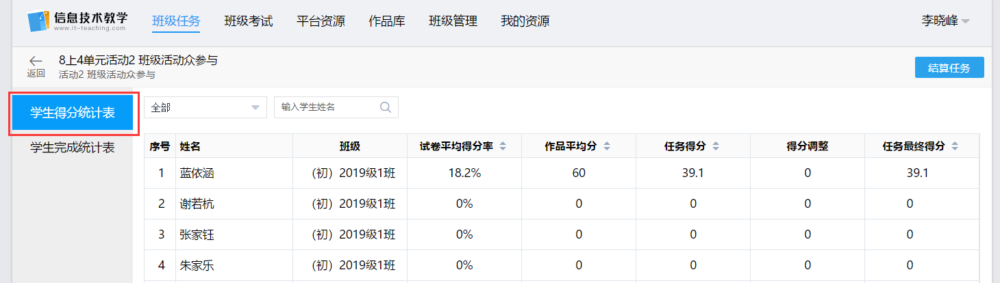 信息技术教学
www.it-teaching.com
班级任务 班级考试 平台资源 作品库 班级管理 我的资源
李晓峰
返回
8上4单元活动2 班级活动众参与
活动2 班级活动众参与
结算任务
学生得分统计表
学生完成统计表
全部
输入学生姓名
序号 姓名 班级 试卷平均得分率 作品平均分 任务得分 得分调整 任务最终得分
1 蓝依涵 （初）2019级1班 18.2% 60 39.1 0 39.1
2 谢若杭 （初）2019级1班 0% 0 0 0 0
3 张家钰 （初）2019级1班 0% 0 0 0 0
4 朱家乐 （初）2019级1班 0% 0 0 0 0